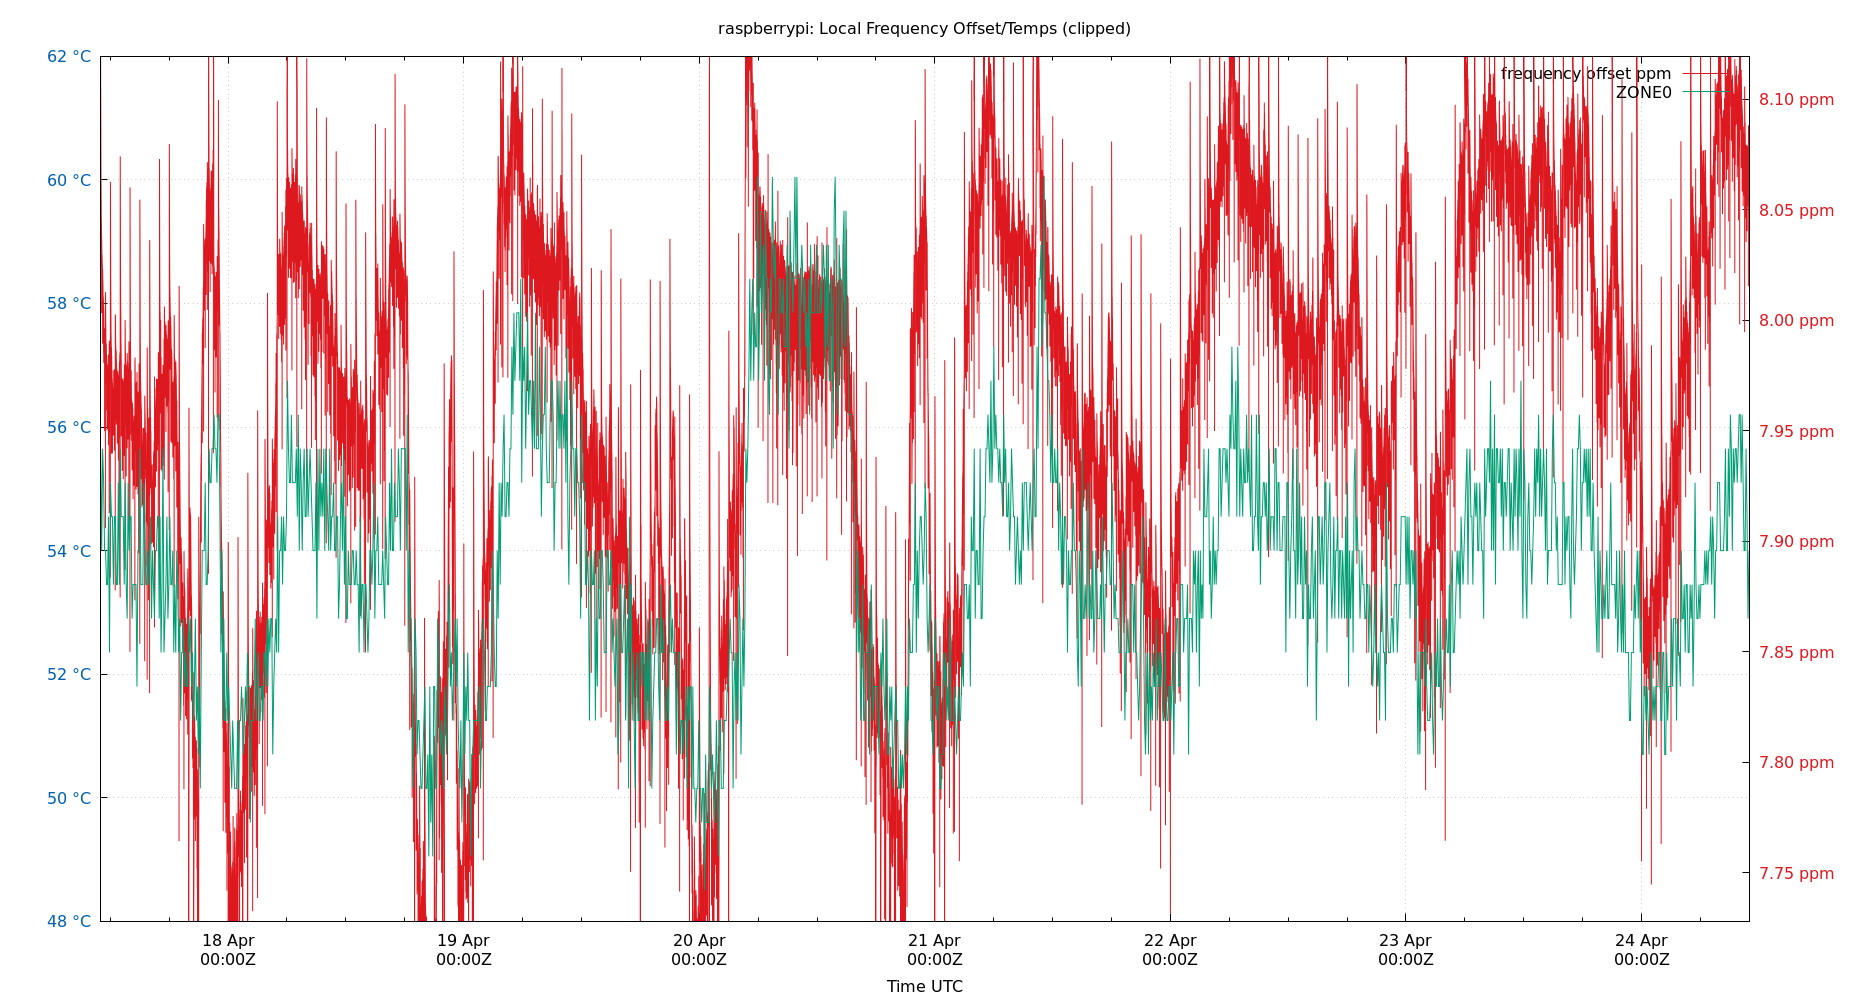 raspberrypi: Local Frequency Offset/Temps (clipped)
62 °C
60 °C
58 °C
56 °C
54 °C
52 °C
50 °C
48 °C
frequency offset ppm
ZONE0
8.10 ppm
8.05 ppm
8.00 ppm
7.95 ppm
7.90 ppm
7.85 ppm
7.80 ppm
7.75 ppm
18 Apr 19 Apr 20 Apr 21 Apr 22 Apr 23 Apr 24 Apr
00:00Z 00:00Z 00:00Z 00:00Z 00:00Z 00:00Z 00:00Z
Time UTC